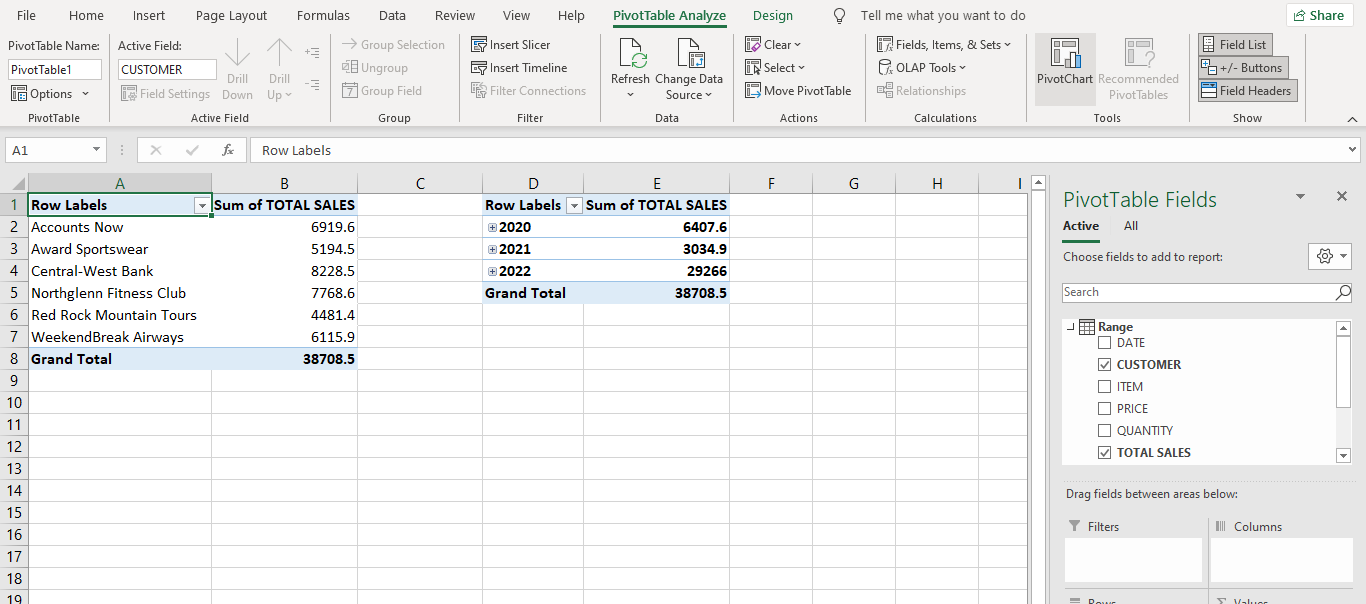 File Home Insert Page Layout Formulas Data Review View Help PivotTable Analyze Design Tell me what you want to do Share
PivotTable Name:
PivotTable1
Options
PivotTable
Active Field:
CUSTOMER
Field Settings
Drill Down
Drill Up
Active Field
Group Selection
Ungroup
7 Group Field
Group
Insert Slicer
Insert Timeline
Filter Connections
Filter
Refresh
Change Data Source
Data
Clear
Select
Move PivotTable
Actions
Fields, Items, & Sets
OLAP Tools
Relationships
Calculations
PivotChart
Recommended PivotTables
Tools
Field List
+/- Buttons
Field Headers
Show
A1 fx Row Labels
A B C D E F G H I
1 Row Labels Sum of TOTAL SALES Row Labels Sum of TOTAL SALES
2 Accounts Now 6919.6 2020 6407.6
3 Award Sportswear 5194.5 2021 3034.9
4 Central-West Bank 8228.5 2022 29266
5 Northglenn Fitness Club 7768.6 Grand Total 38708.5
6 Red Rock Mountain Tours 4481.4
7 WeekendBreak Airways 6115.9
8 Grand Total 38708.5
9
10
11
12
13
14
15
16
17
18
19
PivotTable Fields
Active All
Choose fields to add to report:
Search
Range
DATE
CUSTOMER
ITEM
PRICE
QUANTITY
TOTAL SALES
Drag fields between areas below:
Filters Columns
Rows Σ Values